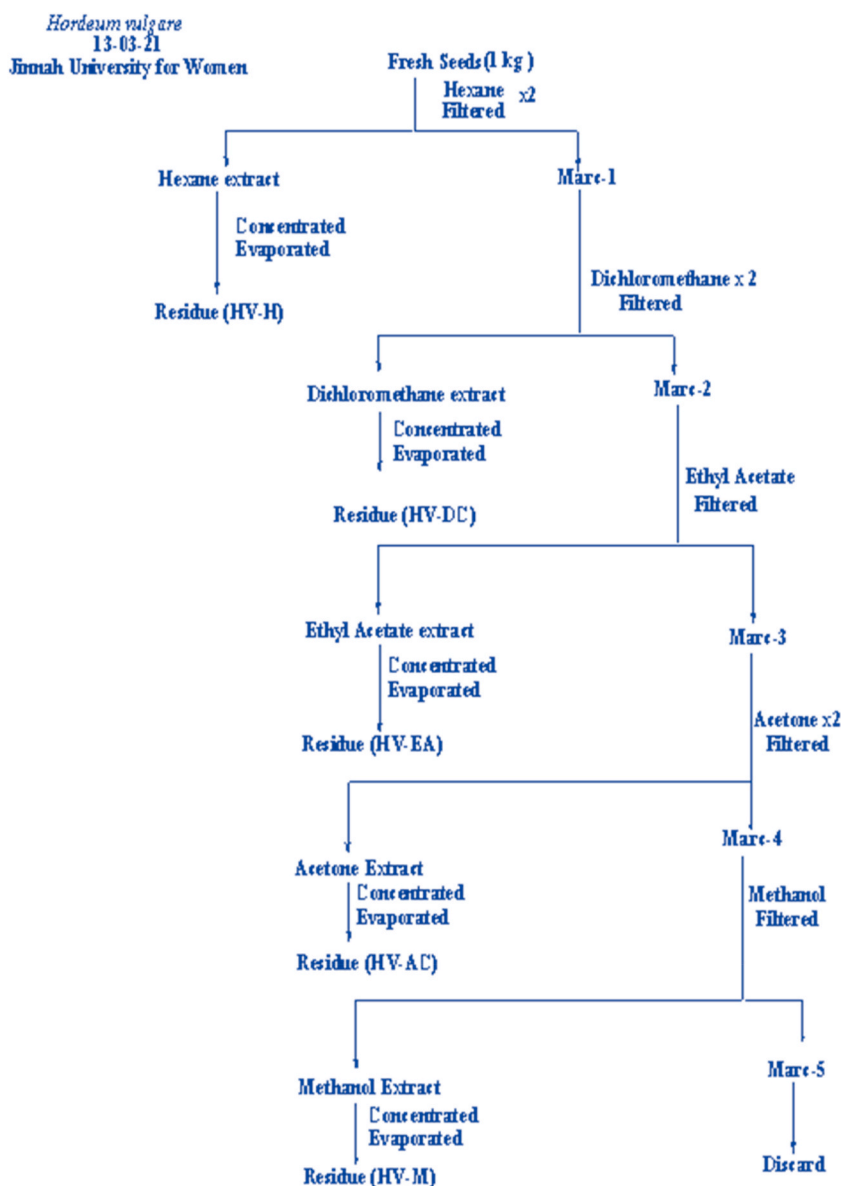 Hordeum vulgare
13-03-21
Jinnah University for Women
Fresh Seeds (1 kg)
Hexane x2
Filtered
Hexane extract
Marc-1
Concentrated
Evaporated
Dichloromethane x 2
Filtered
Residue (HV-H)
Dichloromethane extract
Marc-2
Concentrated
Evaporated
Ethyl Acetate
Filtered
Residue (HV-DC)
Ethyl Acetate extract
Marc-3
Concentrated
Evaporated
Acetone x2
Filtered
Residue (HV-EA)
Marc-4
Acetone Extract
Concentrated
Evaporated
Methanol
Filtered
Residue (HV-AC)
Methanol Extract
Marc-5
Concentrated
Evaporated
Residue (HV-M)
Discard